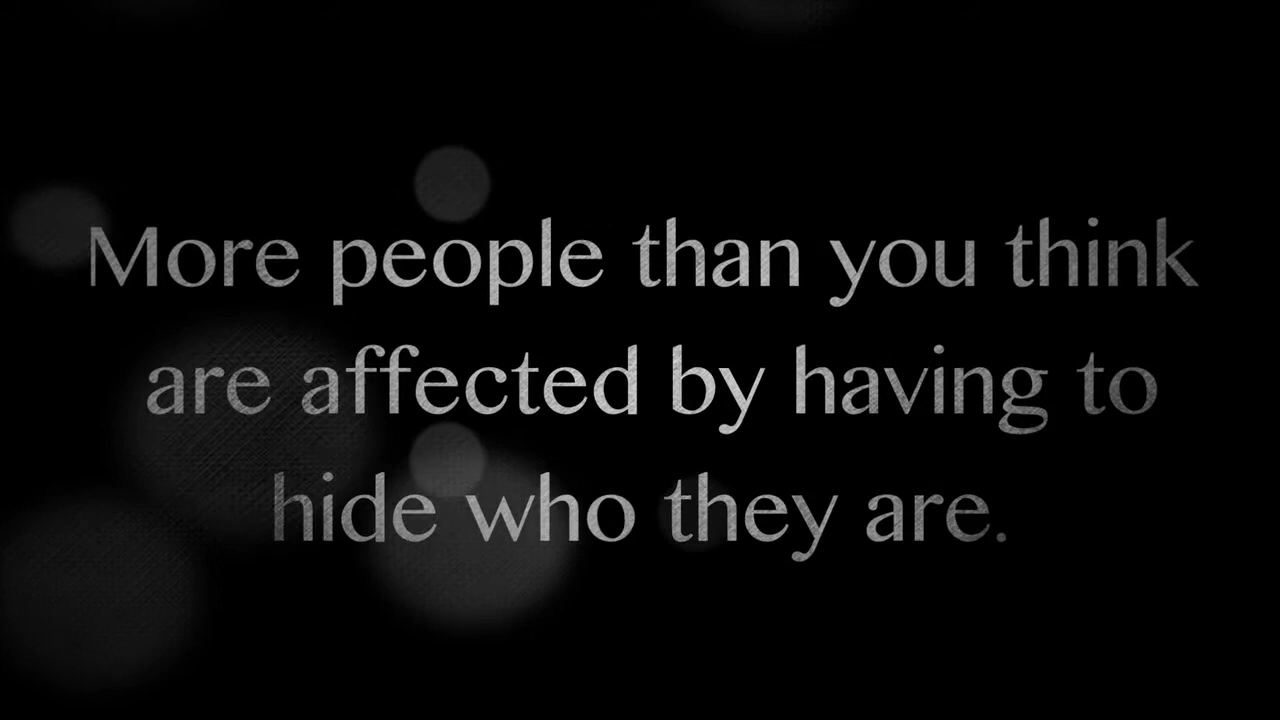 More people than you think
are affected by having to
hide who they are.